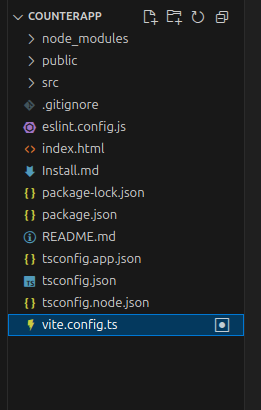 COUNTERAPP
node_modules
public
src
.gitignore
eslint.config.js
index.html
Install.md
package-lock.json
package.json
README.md
tsconfig.app.json
tsconfig.json
tsconfig.node.json
vite.config.ts